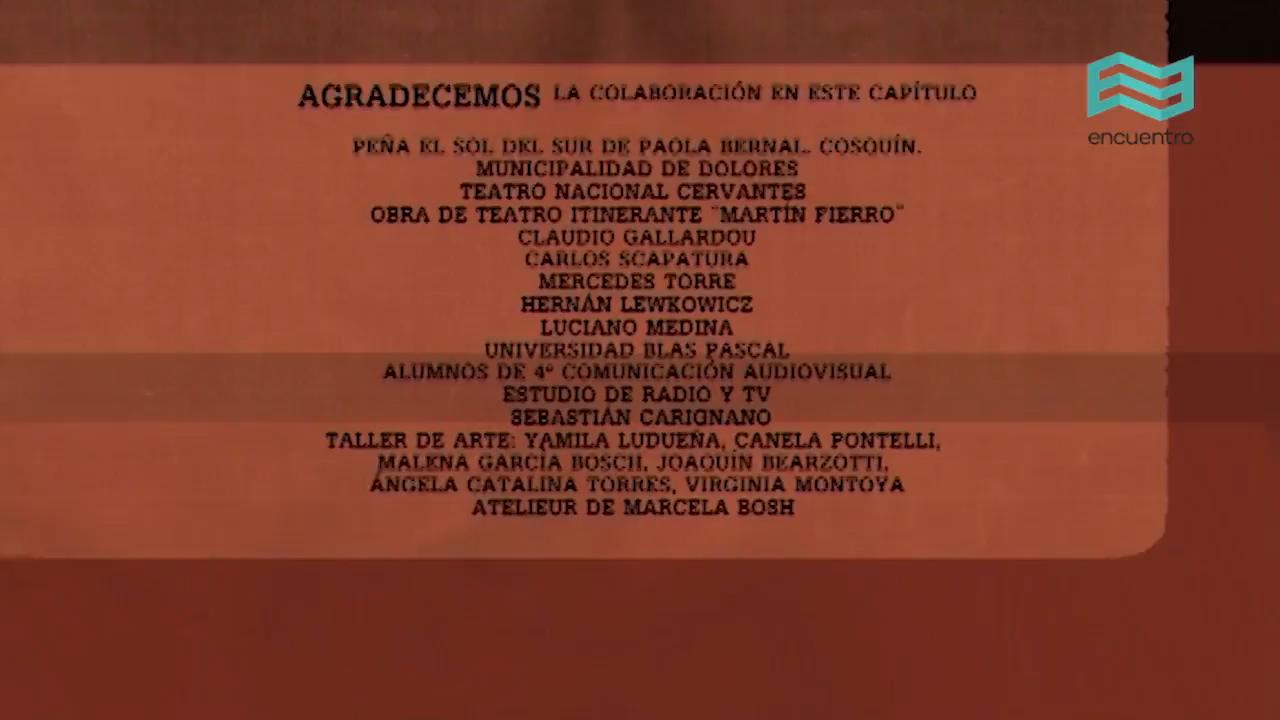 AGRADECEMOS LA COLABORACIÓN EN ESTE CAPÍTULO
encuentro
PEÑA EL SOL DEL SUR DE PAOLA BERNAL. COSQUÍN.
MUNICIPALIDAD DE DOLORES
TEATRO NACIONAL CERVANTES
OBRA DE TEATRO ITINERANTE "MARTÍN FIERRO"
CLAUDIO GALLARDOU
CARLOS SCAPATURA
MERCEDES TORRE
HERNÁN LEWKOWICZ
LUCIANO MEDINA
UNIVERSIDAD BLAS PASCAL
ALUMNOS DE 4º COMUNICACIÓN AUDIOVISUAL
ESTUDIO DE RADIO Y TV
SEBASTIÁN CARIGNANO
TALLER DE ARTE: YAMILA LUDUEÑA, CANELA PONTELLI,
MALENA GARCÍA BOSCH, JOAQUÍN BEARZOTTI,
ÁNGELA CATALINA TORRES, VIRGINIA MONTOYA
ATELIEUR DE MARCELA BOSH